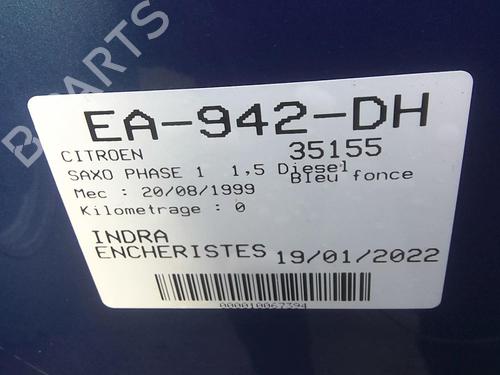 B PARTS
EA-942-DH
CITROEN 35155
SAXO PHASE 1 1,5 Diesel
Bleu fonce
Mec : 20/08/1999
Kilometrage : 0
INDRA
ENCHERISTES 19/01/2022
000010067394